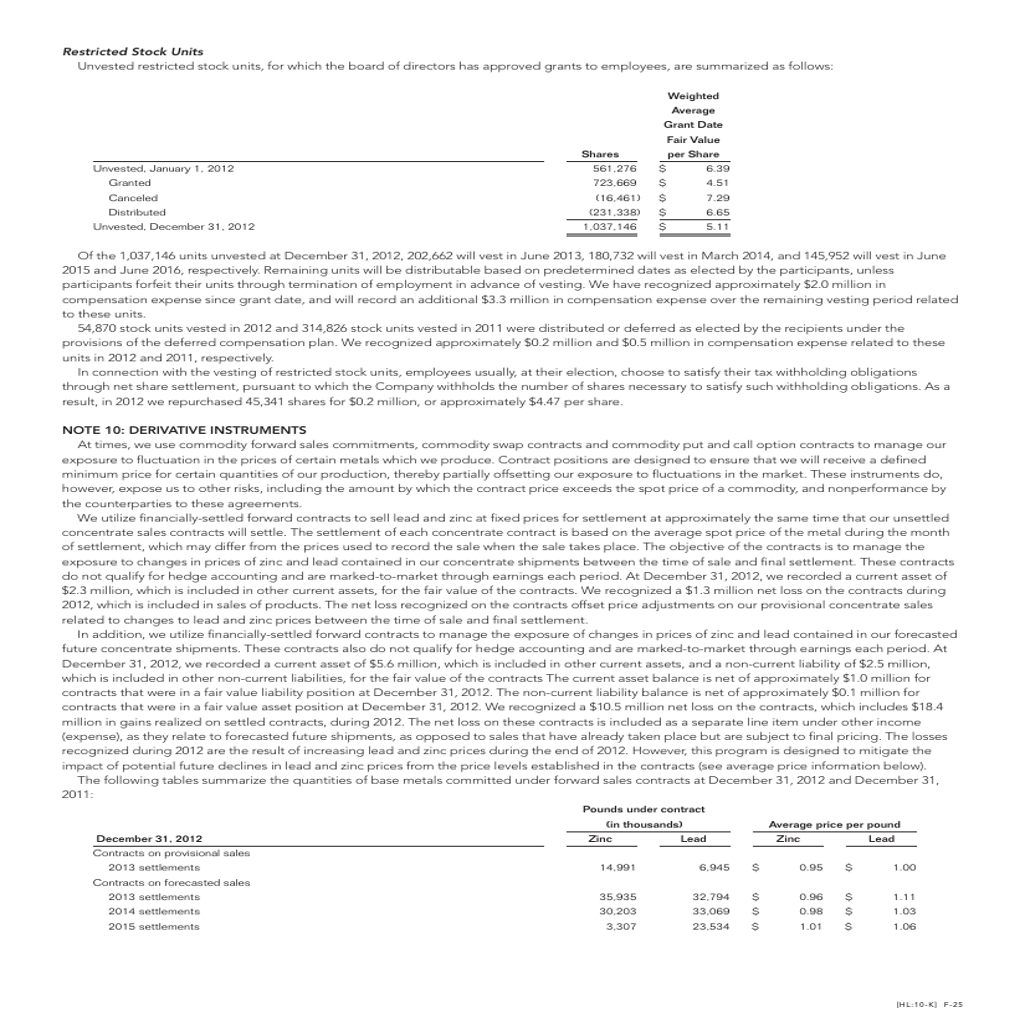 Restricted Stock Units
Unvested restricted stock units, for which the board of directors has approved grants to employees, are summarized as follows:
Weighted
Average
Grant Date
Fair Value
Shares per Share
Unvested, January 1, 2012 561,276 $ 6.39
Granted 723,669 $ 4.51
Canceled (16,461) $ 7.29
Distributed (231,338) $ 6.65
Unvested, December 31, 2012 1,037,146 $ 5.11
Of the 1,037,146 units unvested at December 31, 2012, 202,662 will vest in June 2013, 180,732 will vest in March 2014, and 145,952 will vest in June
2015 and June 2016, respectively. Remaining units will be distributable based on predetermined dates as elected by the participants, unless
participants forfeit their units through termination of employment in advance of vesting. We have recognized approximately $2.0 million in
compensation expense since grant date, and will record an additional $3.3 million in compensation expense over the remaining vesting period related
to these units.
54,870 stock units vested in 2012 and 314,826 stock units vested in 2011 were distributed or deferred as elected by the recipients under the
provisions of the deferred compensation plan. We recognized approximately $0.2 million and $0.5 million in compensation expense related to these
units in 2012 and 2011, respectively.
In connection with the vesting of restricted stock units, employees usually, at their election, choose to satisfy their tax withholding obligations
through net share settlement, pursuant to which the Company withholds the number of shares necessary to satisfy such withholding obligations. As a
result, in 2012 we repurchased 45,341 shares for $0.2 million, or approximately $4.47 per share.
NOTE 10: DERIVATIVE INSTRUMENTS
At times, we use commodity forward sales commitments, commodity swap contracts and commodity put and call option contracts to manage our
exposure to fluctuation in the prices of certain metals which we produce. Contract positions are designed to ensure that we will receive a defined
minimum price for certain quantities of our production, thereby partially offsetting our exposure to fluctuations in the market. These instruments do,
however, expose us to other risks, including the amount by which the contract price exceeds the spot price of a commodity, and nonperformance by
the counterparties to these agreements.
We utilize financially-settled forward contracts to sell lead and zinc at fixed prices for settlement at approximately the same time that our unsettled
concentrate sales contracts will settle. The settlement of each concentrate contract is based on the average spot price of the metal during the month
of settlement, which may differ from the prices used to record the sale when the sale takes place. The objective of the contracts is to manage the
exposure to changes in prices of zinc and lead contained in our concentrate shipments between the time of sale and final settlement. These contracts
do not qualify for hedge accounting and are marked-to-market through earnings each period. At December 31, 2012, we recorded a current asset of
$2.3 million, which is included in other current assets, for the fair value of the contracts. We recognized a $1.3 million net loss on the contracts during
2012, which is included in sales of products. The net loss recognized on the contracts offset price adjustments on our provisional concentrate sales
related to changes to lead and zinc prices between the time of sale and final settlement.
In addition, we utilize financially-settled forward contracts to manage the exposure of changes in prices of zinc and lead contained in our forecasted
future concentrate shipments. These contracts also do not qualify for hedge accounting and are marked-to-market through earnings each period. At
December 31, 2012, we recorded a current asset of $5.6 million, which is included in other current assets, and a non-current liability of $2.5 million,
which is included in other non-current liabilities, for the fair value of the contracts The current asset balance is net of approximately $1.0 million for
contracts that were in a fair value liability position at December 31, 2012. The non-current liability balance is net of approximately $0.1 million for
contracts that were in a fair value asset position at December 31, 2012. We recognized a $10.5 million net loss on the contracts, which includes $18.4
million in gains realized on settled contracts, during 2012. The net loss on these contracts is included as a separate line item under other income
(expense), as they relate to forecasted future shipments, as opposed to sales that have already taken place but are subject to final pricing. The losses
recognized during 2012 are the result of increasing lead and zinc prices during the end of 2012. However, this program is designed to mitigate the
impact of potential future declines in lead and zinc prices from the price levels established in the contracts (see average price information below).
The following tables summarize the quantities of base metals committed under forward sales contracts at December 31, 2012 and December 31,
2011:
Pounds under contract
(in thousands) Average price per pound
December 31, 2012 Zinc Lead Zinc Lead
Contracts on provisional sales
2013 settlements 14,991 6,945 $ 0.95 $ 1.00
Contracts on forecasted sales
2013 settlements 35,935 32,794 $ 0.96 $ 1.11
2014 settlements 30,203 33,069 $ 0.98 $ 1.03
2015 settlements 3,307 23,534 $ 1.01 $ 1.06
[HL:10-K] F-25